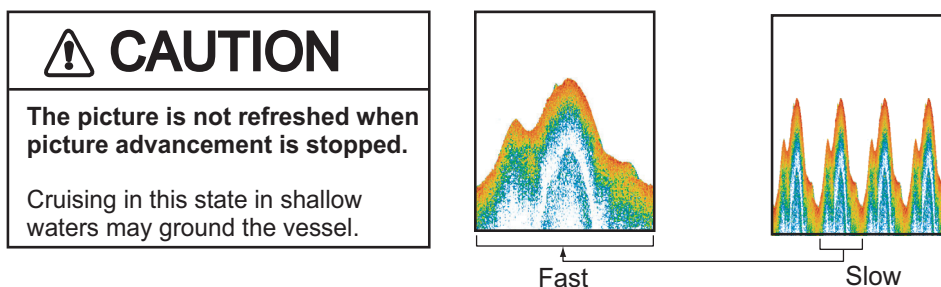 CAUTION
The picture is not refreshed when
picture advancement is stopped.
Cruising in this state in shallow
waters may ground the vessel.
Fast
Slow